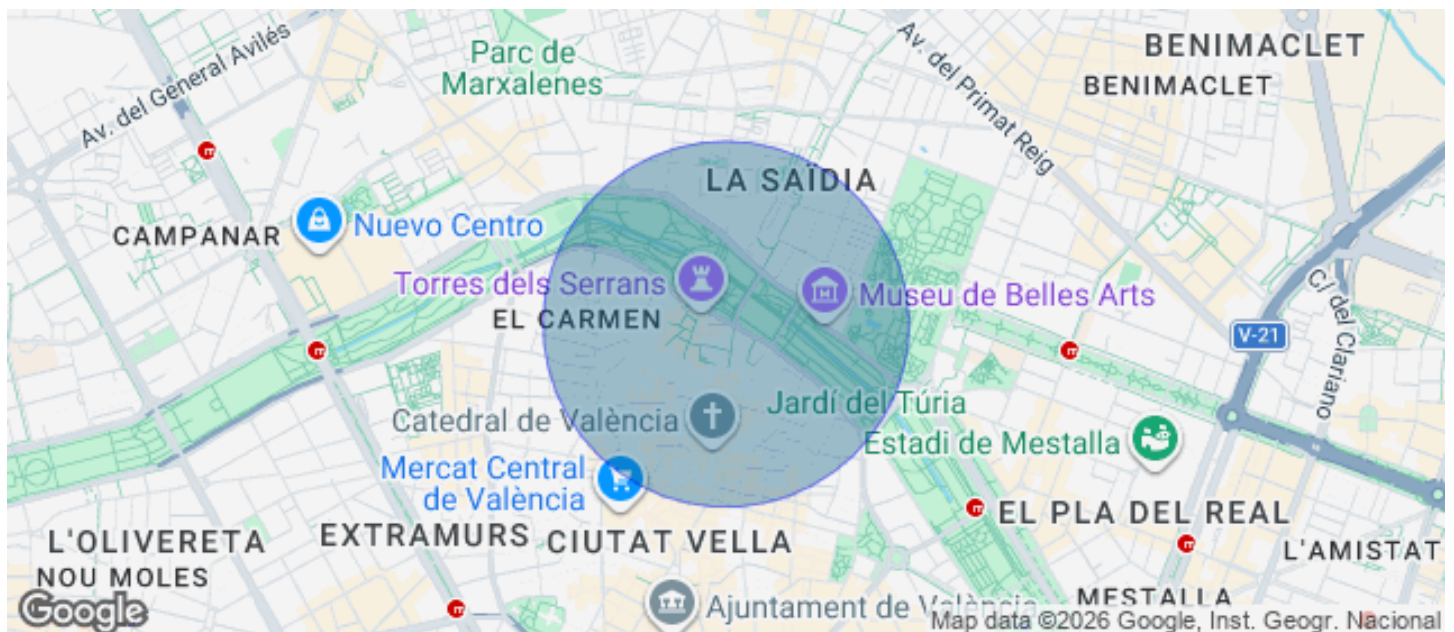 BENIMACLET
BENIMACLET
Parc de
Marxalenes
Av. del General Avilés
Av. del Primat Reig
LA SAÏDIA
CAMPANAR
Nuevo Centro
Torres dels Serrans
EL CARMEN
Museu de Belles Arts
V-21
C/ del Clariano
Catedral de València
Jardí del Túria
Estadi de Mestalla
Mercat Central
de València
EL PLA DEL REAL
L'OLIVERETA
EXTRAMURS
CIUTAT VELLA
L'AMISTAT
NOU MOLES
MESTALLA
Ajuntament de València
Google
Map data ©2026 Google, Inst. Geogr. Nacional